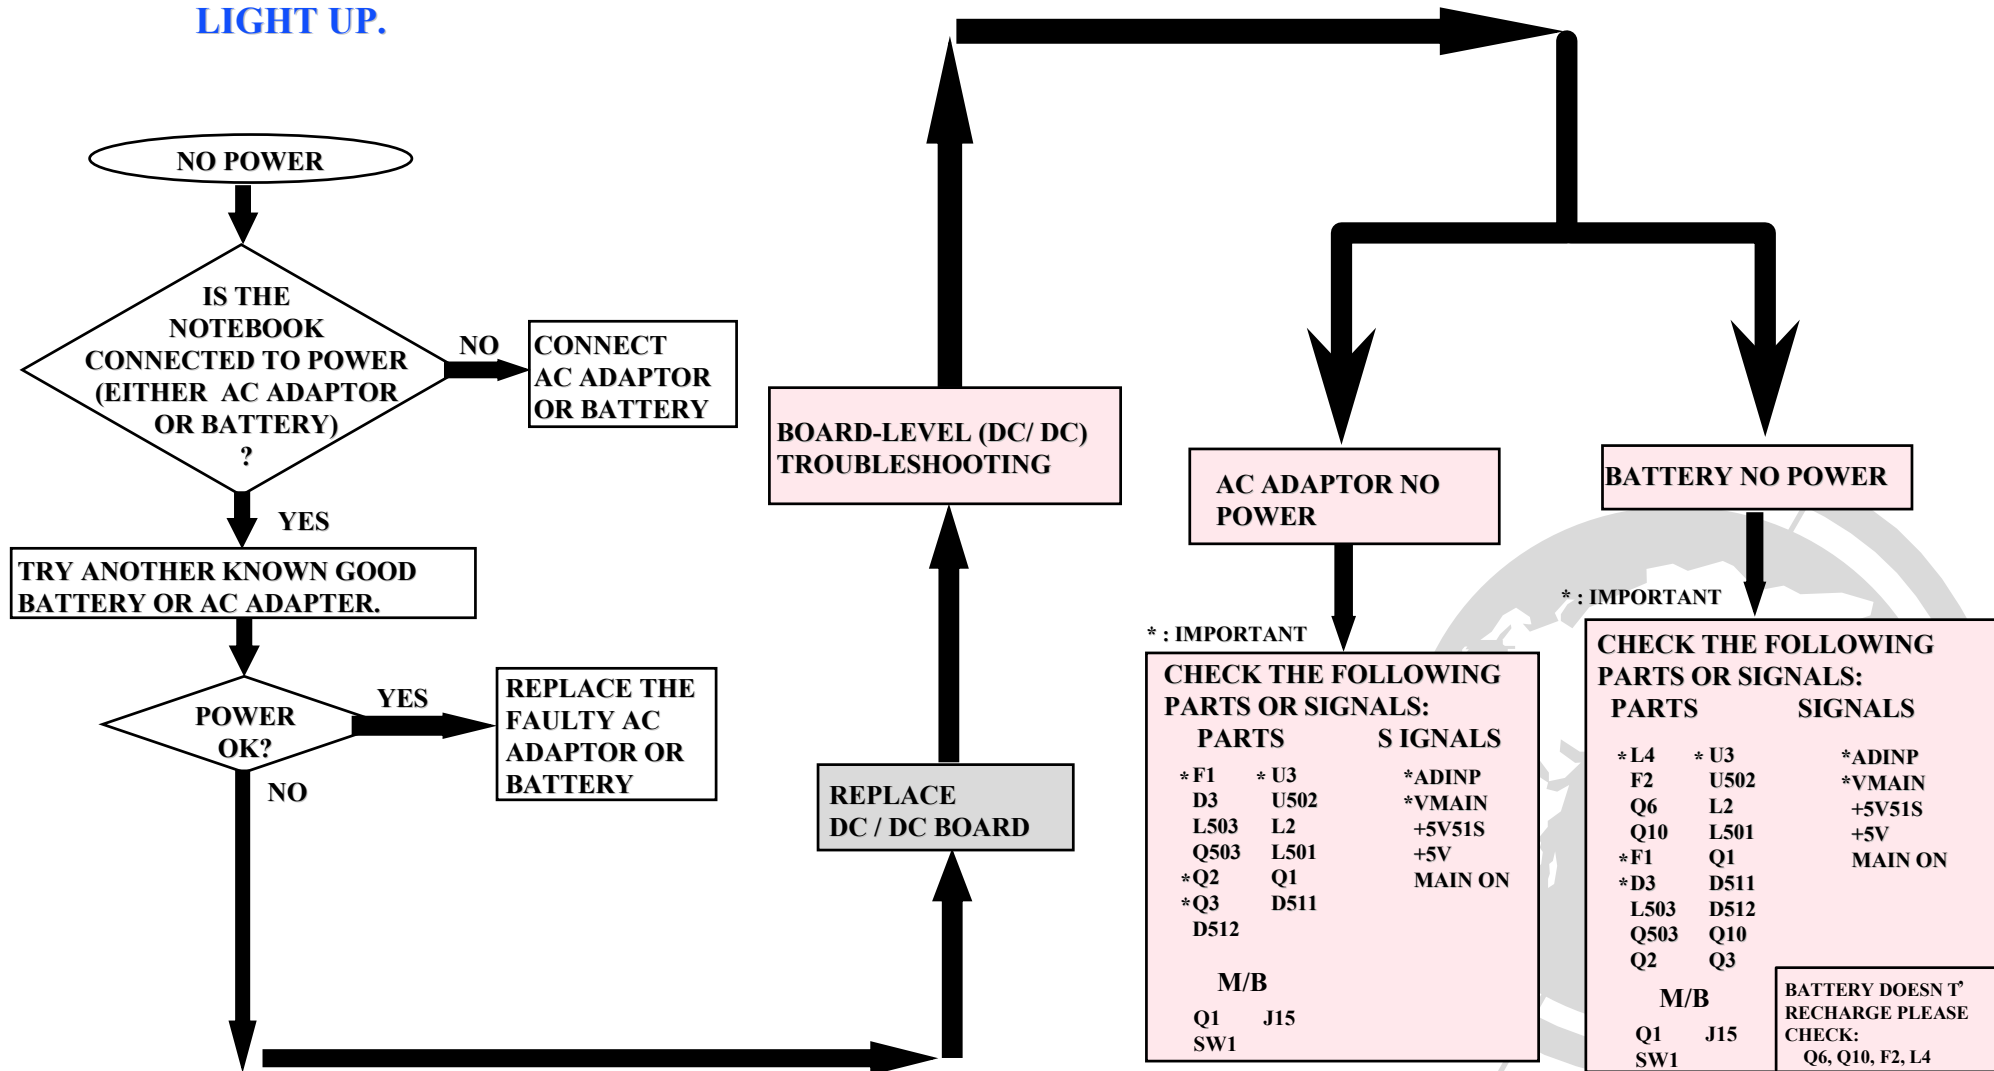 LIGHT UP.
NO POWER
IS THE
NOTEBOOK
CONNECTED TO POWER
(EITHER AC ADAPTOR
OR BATTERY)
?
NO
CONNECT
AC ADAPTOR
OR BATTERY
YES
TRY ANOTHER KNOWN GOOD
BATTERY OR AC ADAPTER.
POWER
OK?
YES
REPLACE THE
FAULTY AC
ADAPTOR OR
BATTERY
NO
BOARD-LEVEL (DC/ DC)
TROUBLESHOOTING
REPLACE
DC / DC BOARD
AC ADAPTOR NO
POWER
* : IMPORTANT
CHECK THE FOLLOWING
PARTS OR SIGNALS:
PARTS S IGNALS
* F1 * U3 *ADINP
D3 U502 *VMAIN
L503 L2 +5V51S
Q503 L501 +5V
*Q2 Q1 MAIN ON
*Q3 D511
D512
M/B
Q1 J15
SW1
BATTERY NO POWER
* : IMPORTANT
CHECK THE FOLLOWING
PARTS OR SIGNALS:
PARTS SIGNALS
*L4 * U3 *ADINP
F2 U502 *VMAIN
Q6 L2 +5V51S
Q10 L501 +5V
*F1 Q1 MAIN ON
*D3 D511
L503 D512
Q503 Q10
Q2 Q3
M/B
Q1 J15
SW1
BATTERY DOESN T’
RECHARGE PLEASE
CHECK:
Q6, Q10, F2, L4